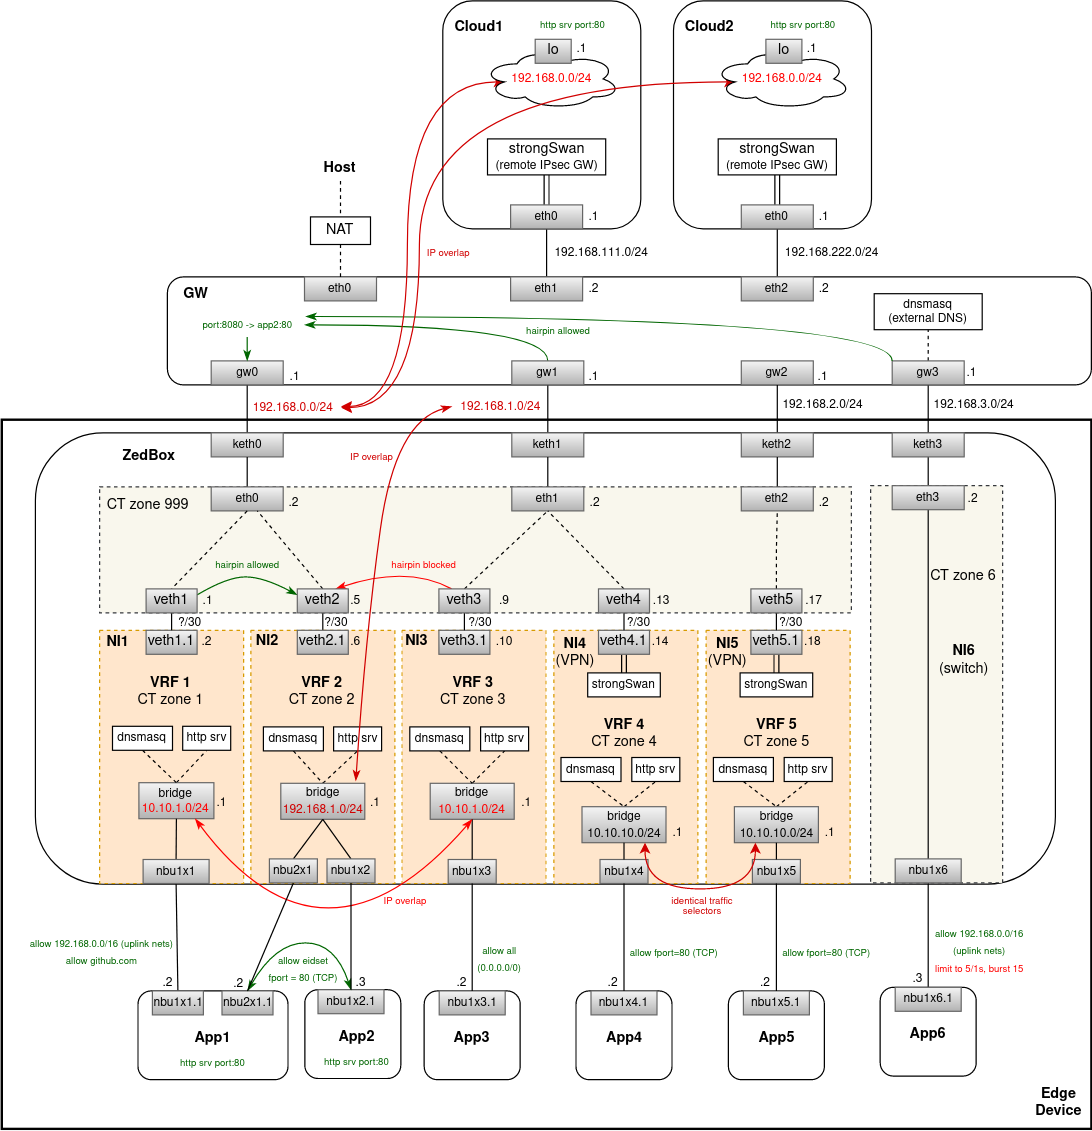 Cloud1
http srv port:80
lo
.1
192.168.0.0/24
strongSwan
(remote IPsec GW)
eth0
.1
192.168.111.0/24
Cloud2
http srv port:80
lo
.1
192.168.0.0/24
strongSwan
(remote IPsec GW)
eth0
.1
192.168.222.0/24
Host
NAT
IP overlap
GW
eth0
eth1
.2
eth2
.2
dnsmasq
(external DNS)
port:8080 -> app2:80
hairpin allowed
gw0
.1
gw1
.1
gw2
.1
gw3
.1
192.168.0.0/24
192.168.1.0/24
192.168.2.0/24
192.168.3.0/24
ZedBox
keth0
keth1
keth2
keth3
IP overlap
CT zone 999
eth0
.2
eth1
.2
eth2
.2
eth3
.2
hairpin allowed
hairpin blocked
CT zone 6
veth1
.1
veth2
.5
veth3
.9
veth4
.13
veth5
.17
?/30
?/30
?/30
?/30
?/30
NI1
veth1.1
.2
NI2
veth2.1
.6
NI3
veth3.1
.10
NI4
(VPN)
veth4.1
.14
NI5
(VPN)
veth5.1
.18
NI6
(switch)
VRF 1
CT zone 1
VRF 2
CT zone 2
VRF 3
CT zone 3
strongSwan
strongSwan
VRF 4
CT zone 4
VRF 5
CT zone 5
dnsmasq
http srv
dnsmasq
http srv
dnsmasq
http srv
dnsmasq
http srv
dnsmasq
http srv
bridge
10.10.1.0/24
.1
bridge
192.168.1.0/24
.1
bridge
10.10.1.0/24
.1
bridge
10.10.10.0/24
.1
bridge
10.10.10.0/24
.1
nbu1x1
nbu2x1
nbu1x2
nbu1x3
nbu1x4
nbu1x5
nbu1x6
IP overlap
identical traffic
selectors
allow 192.168.0.0/16 (uplink nets)
allow github.com
allow eidset
fport = 80 (TCP)
allow all
(0.0.0.0/0)
allow fport=80 (TCP)
allow fport=80 (TCP)
allow 192.168.0.0/16
(uplink nets)
limit to 5/1s, burst 15
.2
.2
.3
.2
.2
.2
.3
nbu1x1.1
nbu2x1.1
nbu1x2.1
nbu1x3.1
nbu1x4.1
nbu1x5.1
nbu1x6.1
App1
App2
App3
App4
App5
App6
http srv port:80
http srv port:80
Edge
Device